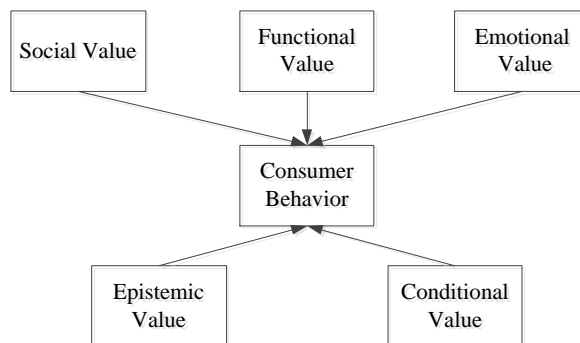 Social Value
Functional
Value
Emotional
Value
Consumer
Behavior
Epistemic
Value
Conditional
Value